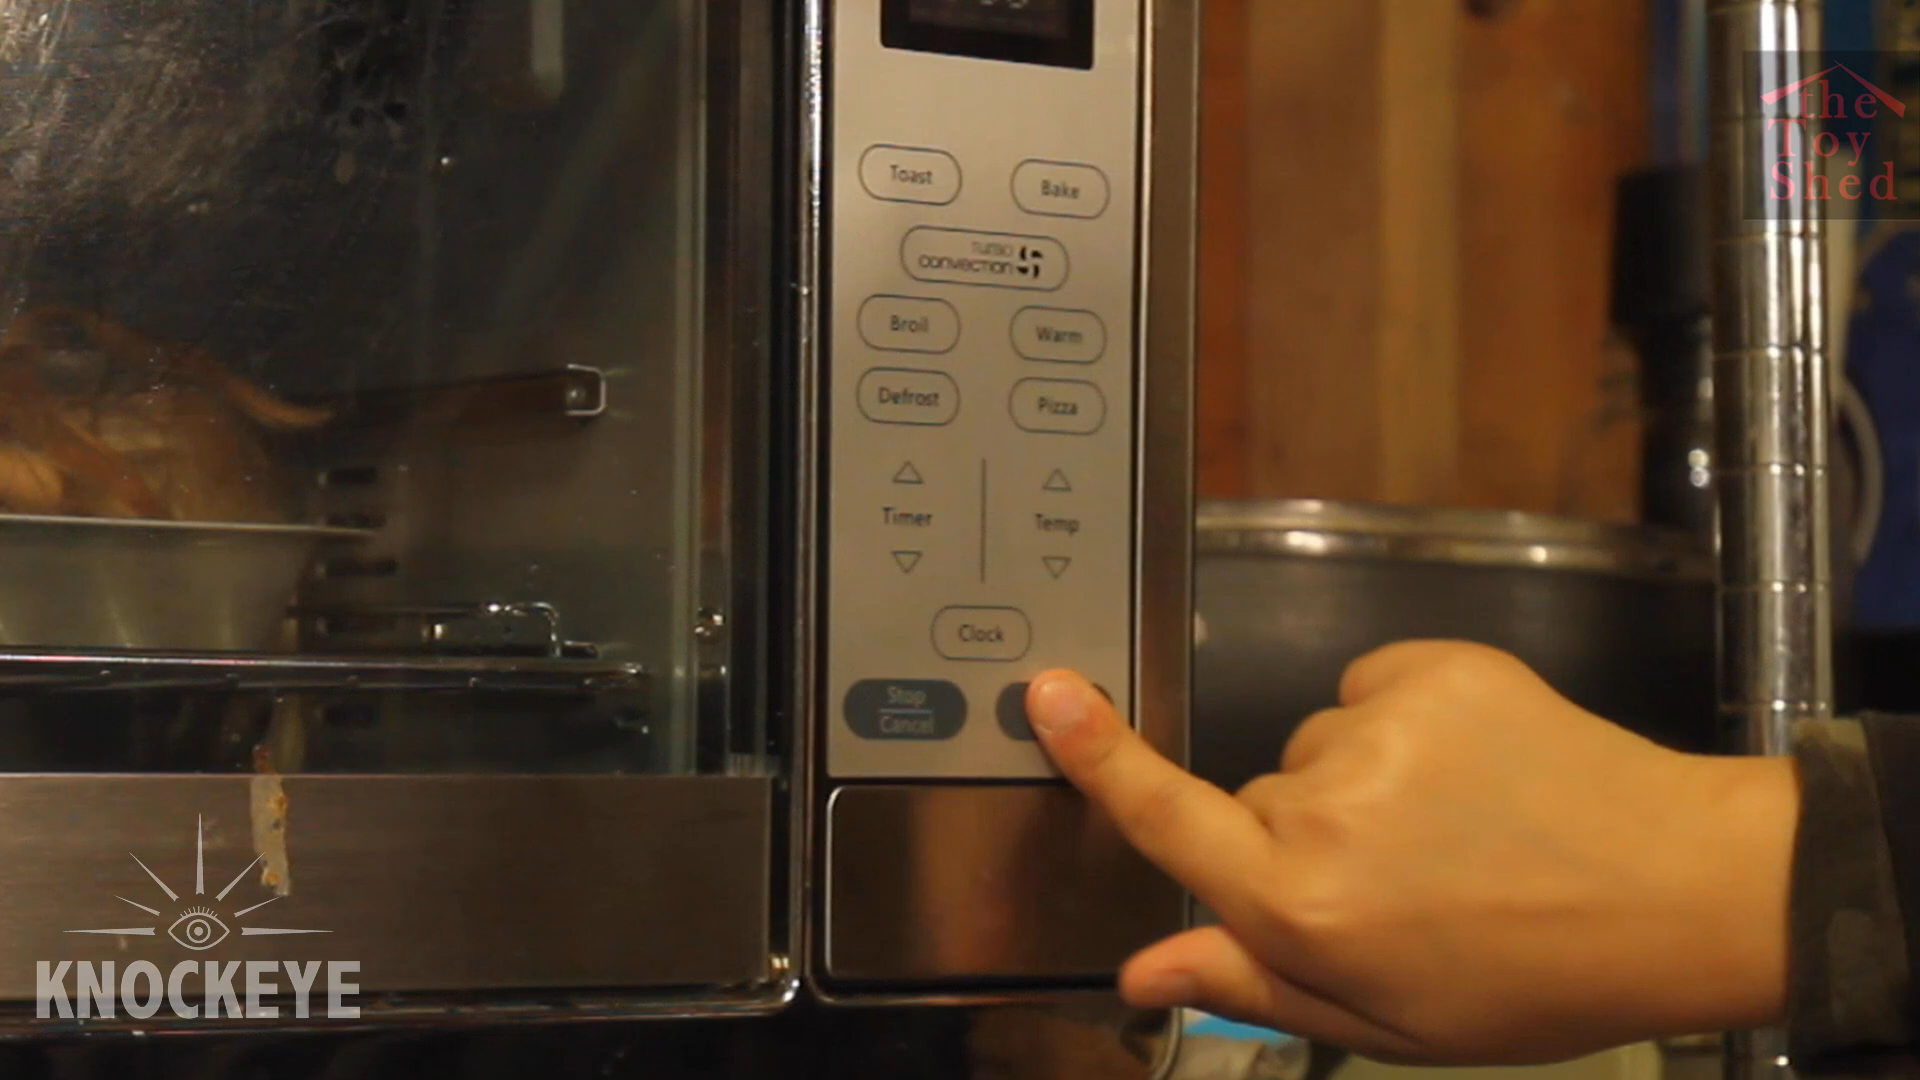 the
Toy
Shed
Toast
Bake
TURBO
convection
Broil
Warm
Defrost
Pizza
Timer
Temp
Clock
Stop
Cancel
KNOCKEYE